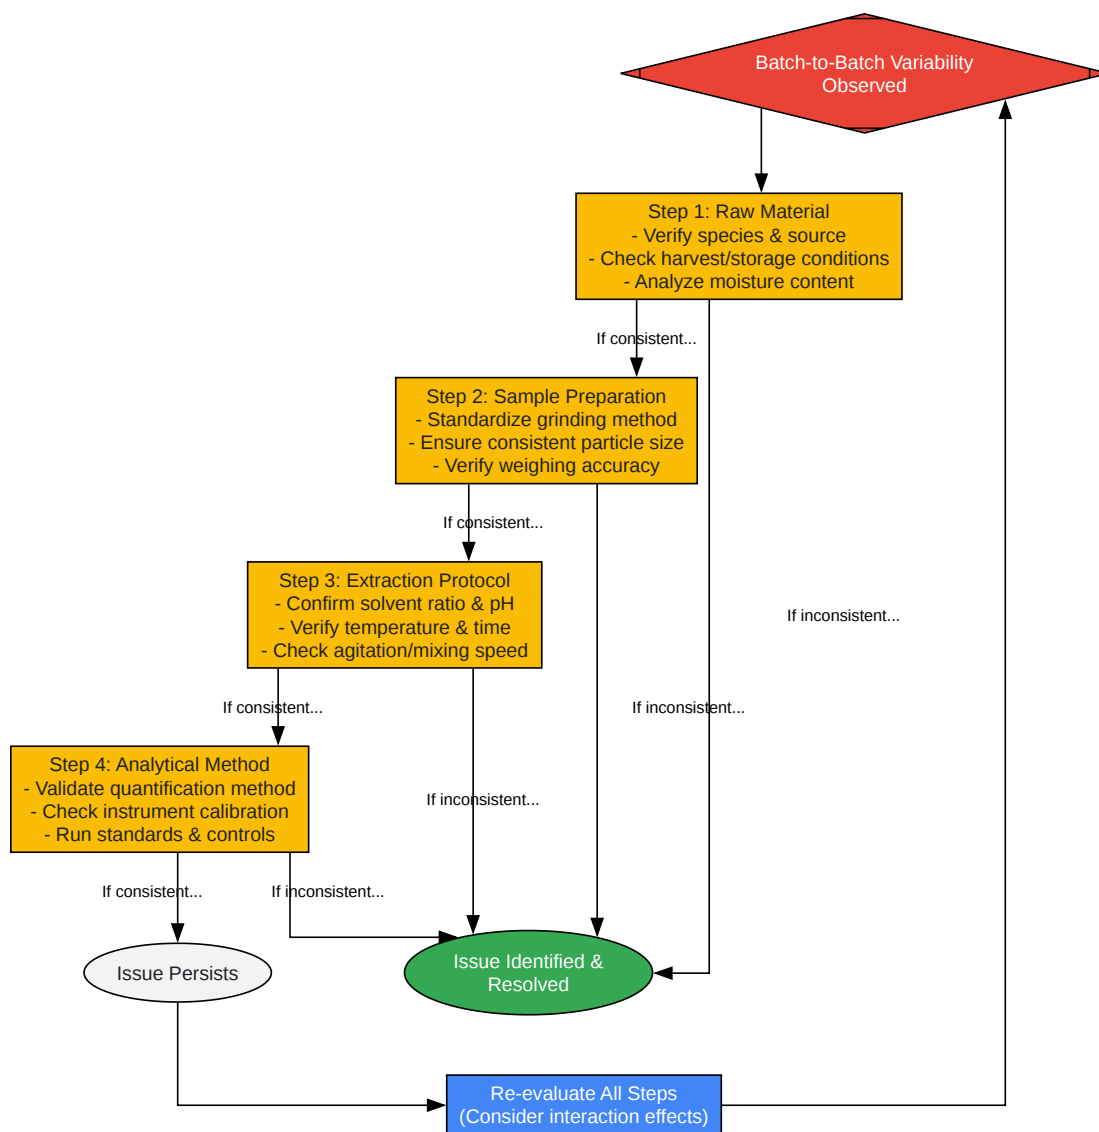 Batch-to-Batch Variability
Observed
Step 1: Raw Material
- Verify species & source
- Check harvest/storage conditions
- Analyze moisture content
If consistent...
Step 2: Sample Preparation
- Standardize grinding method
- Ensure consistent particle size
- Verify weighing accuracy
If consistent...
Step 3: Extraction Protocol
- Confirm solvent ratio & pH
- Verify temperature & time
- Check agitation/mixing speed
If inconsistent...
If consistent...
If inconsistent...
Step 4: Analytical Method
- Validate quantification method
- Check instrument calibration
- Run standards & controls
If inconsistent...
If consistent...
If inconsistent...
Issue Persists
Issue Identified &
Resolved
Re-evaluate All Steps
(Consider interaction effects)